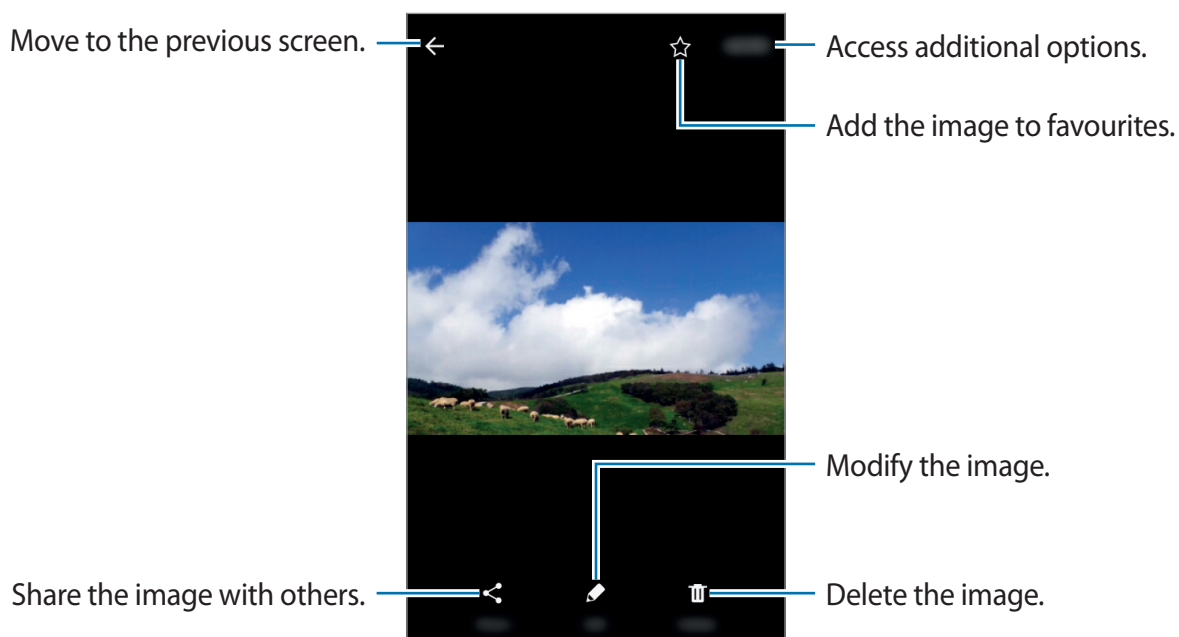 Move to the previous screen.
Access additional options.
Add the image to favourites.
Modify the image.
Share the image with others.
Delete the image.